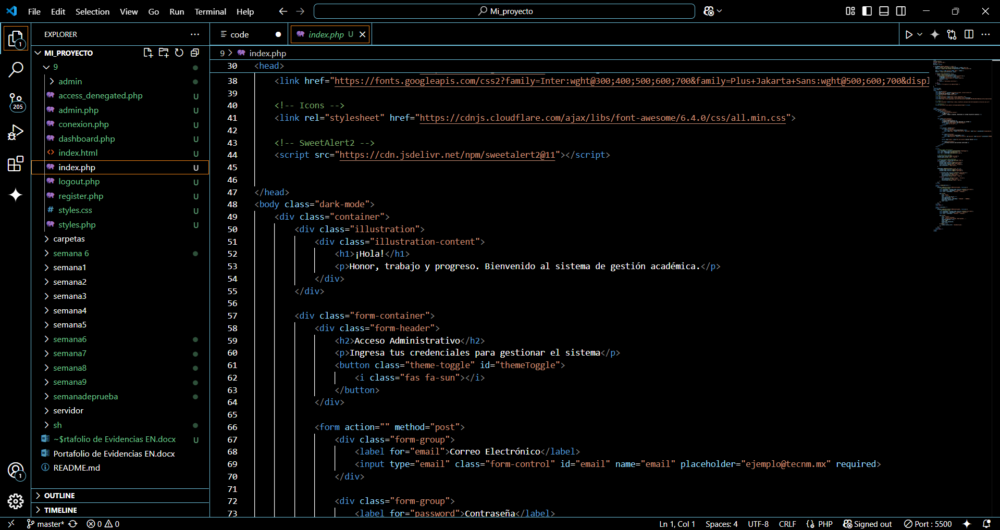 File Edit Selection View Go Run Terminal Help
Mi_proyecto
EXPLORER
MI_PROYECTO
9
admin
access_denegated.php U
admin.php U
conexion.php U
dashboard.php U
index.html U
index.php U
logout.php U
register.php U
styles.css U
styles.php U
carpetas
semana 6
semana1
semana2
semana3
semana4
semana5
semana6
semana7
semana8
semana9
semanadeprueba
servidor
sh
~$rtafolio de Evidencias EN.docx U
Portafolio de Evidencias EN.docx
README.md
OUTLINE
TIMELINE
1
205
1
code
index.php U
9 > index.php
30 <head>
38 <link href="https://fonts.googleapis.com/css2?family=Inter:wght@300;400;500;600;700&family=Plus+Jakarta+Sans:wght@500;600;700&displ
39
40 <!-- Icons -->
41 <link rel="stylesheet" href="https://cdnjs.cloudflare.com/ajax/libs/font-awesome/6.4.0/css/all.min.css">
42
43 <!-- SweetAlert2 -->
44 <script src="https://cdn.jsdelivr.net/npm/sweetalert2@11"></script>
45
46
47 </head>
48 <body class="dark-mode">
49 <div class="container">
50 <div class="illustration">
51 <div class="illustration-content">
52 <h1>¡Hola!</h1>
53 <p>Honor, trabajo y progreso. Bienvenido al sistema de gestión académica.</p>
54 </div>
55 </div>
56
57 <div class="form-container">
58 <div class="form-header">
59 <h2>Acceso Administrativo</h2>
60 <p>Ingresa tus credenciales para gestionar el sistema</p>
61 <button class="theme-toggle" id="themeToggle">
62 <i class="fas fa-sun"></i>
63 </button>
64 </div>
65
66 <form action="" method="post">
67 <div class="form-group">
68 <label for="email">Correo Electrónico</label>
69 <input type="email" class="form-control" id="email" name="email" placeholder="ejemplo@tecnm.mx" required>
70 </div>
71
72 <div class="form-group">
73 <label for="password">Contraseña</label>
master* 0 0
Ln 1, Col 1 Spaces: 4 UTF-8 CRLF PHP Signed out Port : 5500